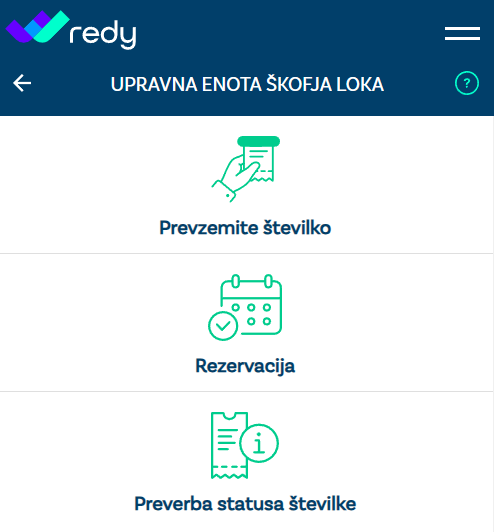 redy
UPRAVNA ENOTA ŠKOFJA LOKA
?
Prevzemite številko
Rezervacija
i
Preverba statusa številke